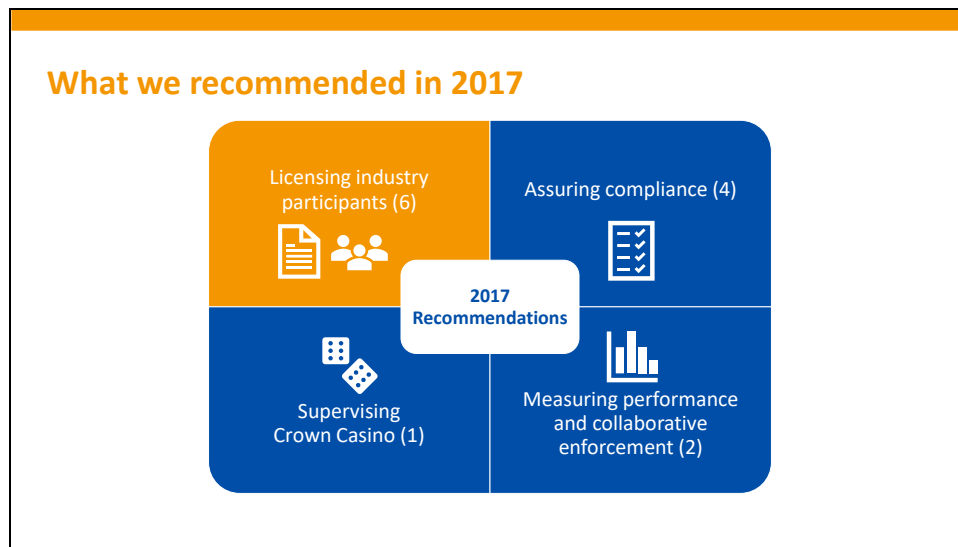 What we recommended in 2017
Licensing industry
participants (6)
Assuring compliance (4)
2017
Recommendations
Supervising
Crown Casino (1)
Measuring performance
and collaborative
enforcement (2)